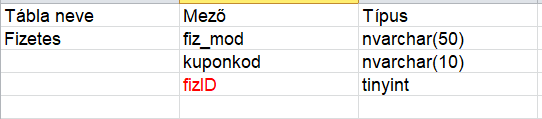 Tábla neve Mező Típus
Fizetes fiz_mod nvarchar(50)
kuponkod nvarchar(10)
fizID tinyint